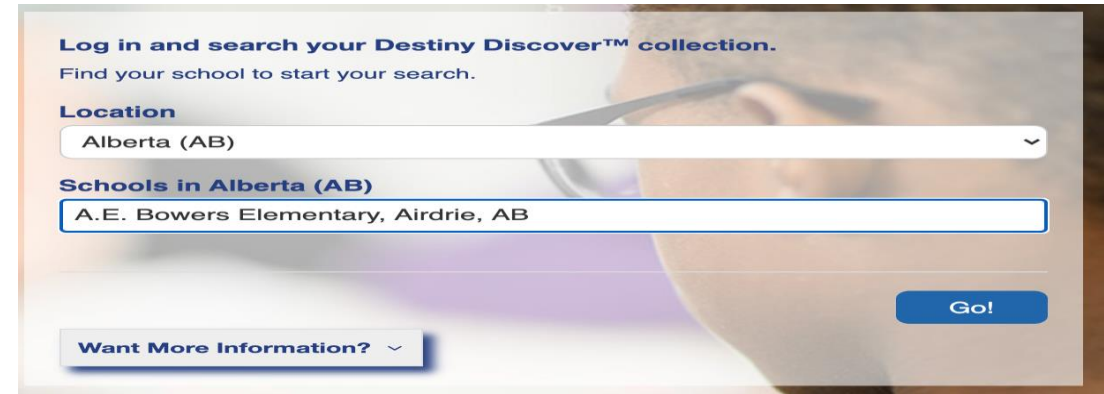 Log in and search your Destiny Discover™ collection.
Find your school to start your search.
Location
Alberta (AB)
Schools in Alberta (AB)
A.E. Bowers Elementary, Airdrie, AB
Go!
Want More Information?